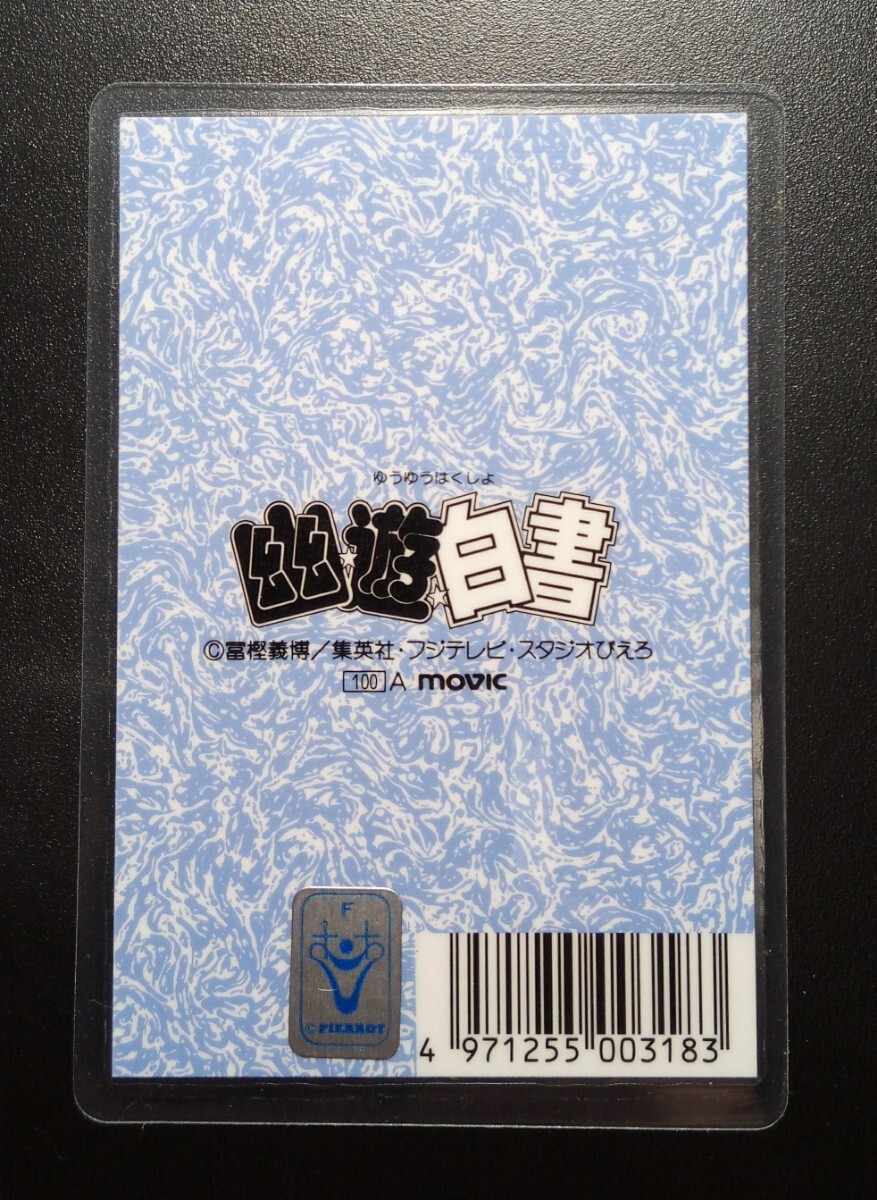 ゆうゆうはくしょ
幽☆遊☆白書
©冨樫義博／集英社・フジテレビ・スタジオぴえろ
100 A movic
F
© PIERROT
4 971255 003183